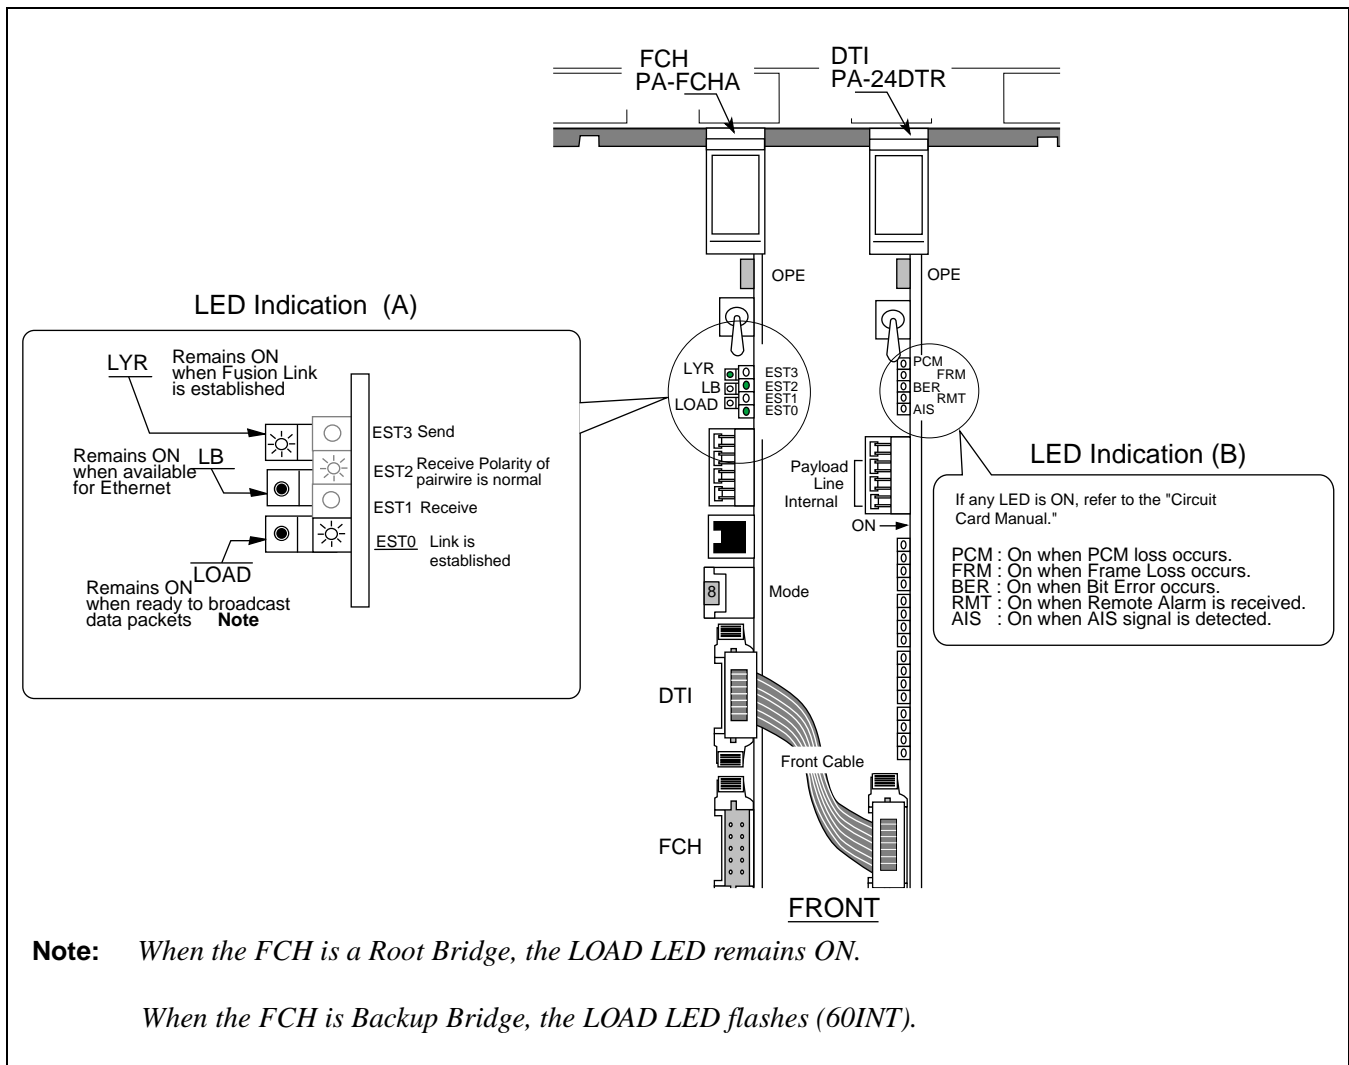 FCH
PA-FCHA
DTI
PA-24DTR
OPE
OPE
LED Indication (A)
LYR
Remains ON
when Fusion Link
is established
EST3 Send
Remains ON
when available
for Ethernet
LB
EST2 Receive Polarity of
pairwire is normal
EST1 Receive
EST0 Link is
established
LOAD
Remains ON
when ready to broadcast
data packets Note
LYR
LB
LOAD
EST3
EST2
EST1
EST0
PCM
FRM
BER
RMT
AIS
Payload
Line
Internal
ON
LED Indication (B)
If any LED is ON, refer to the "Circuit
Card Manual."
PCM : On when PCM loss occurs.
FRM : On when Frame Loss occurs.
BER : On when Bit Error occurs.
RMT : On when Remote Alarm is received.
AIS : On when AIS signal is detected.
8
Mode
DTI
Front Cable
FCH
FRONT
Note: When the FCH is a Root Bridge, the LOAD LED remains ON.
When the FCH is Backup Bridge, the LOAD LED flashes (60INT).